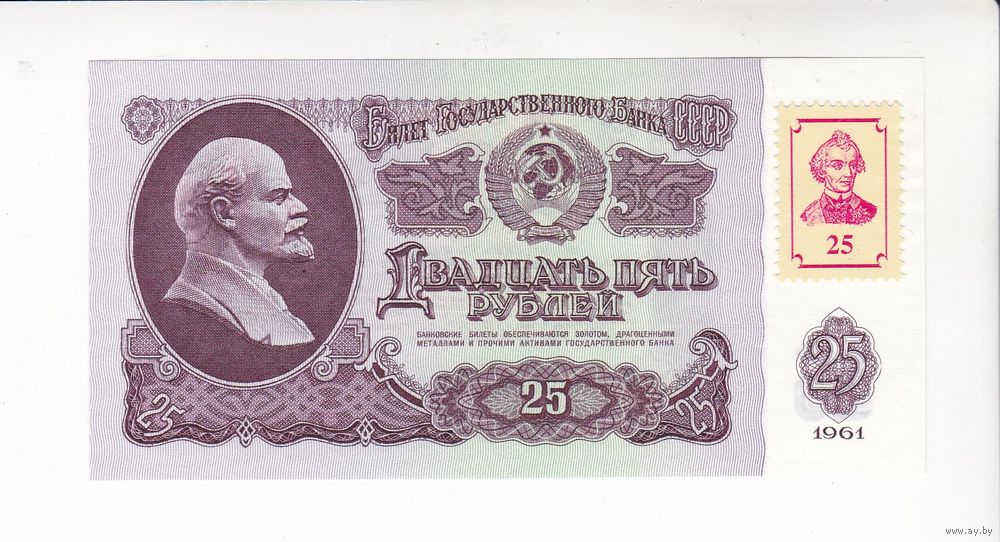 Билет Государственного Банка СССР
25
Двадцать пять
рублей
БАНКОВСКИЕ БИЛЕТЫ ОБЕСПЕЧИВАЮТСЯ ЗОЛОТОМ, ДРАГОЦЕННЫМИ
МЕТАЛЛАМИ И ПРОЧИМИ АКТИВАМИ ГОСУДАРСТВЕННОГО БАНКА
25
25
25
25
1961
www.ay.by